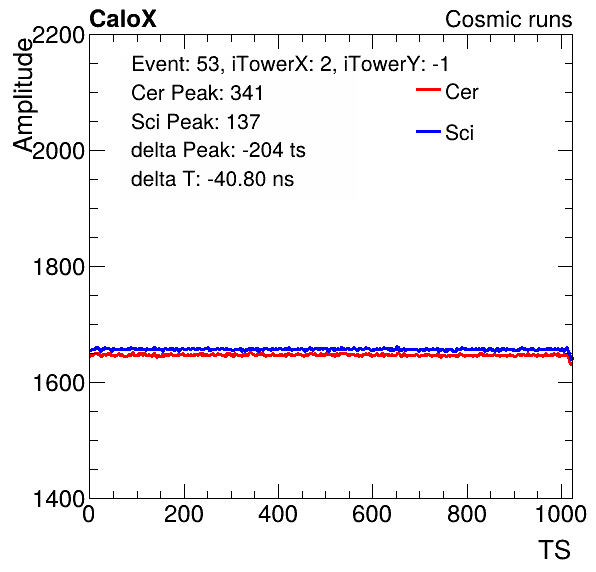 CaloX Cosmic runs
Amplitude
2200
2000
1800
1600
1400
Event: 53, iTowerX: 2, iTowerY: -1
Cer Peak: 341
Sci Peak: 137
delta Peak: -204 ts
delta T: -40.80 ns
Cer
Sci
0 200 400 600 800 1000
TS